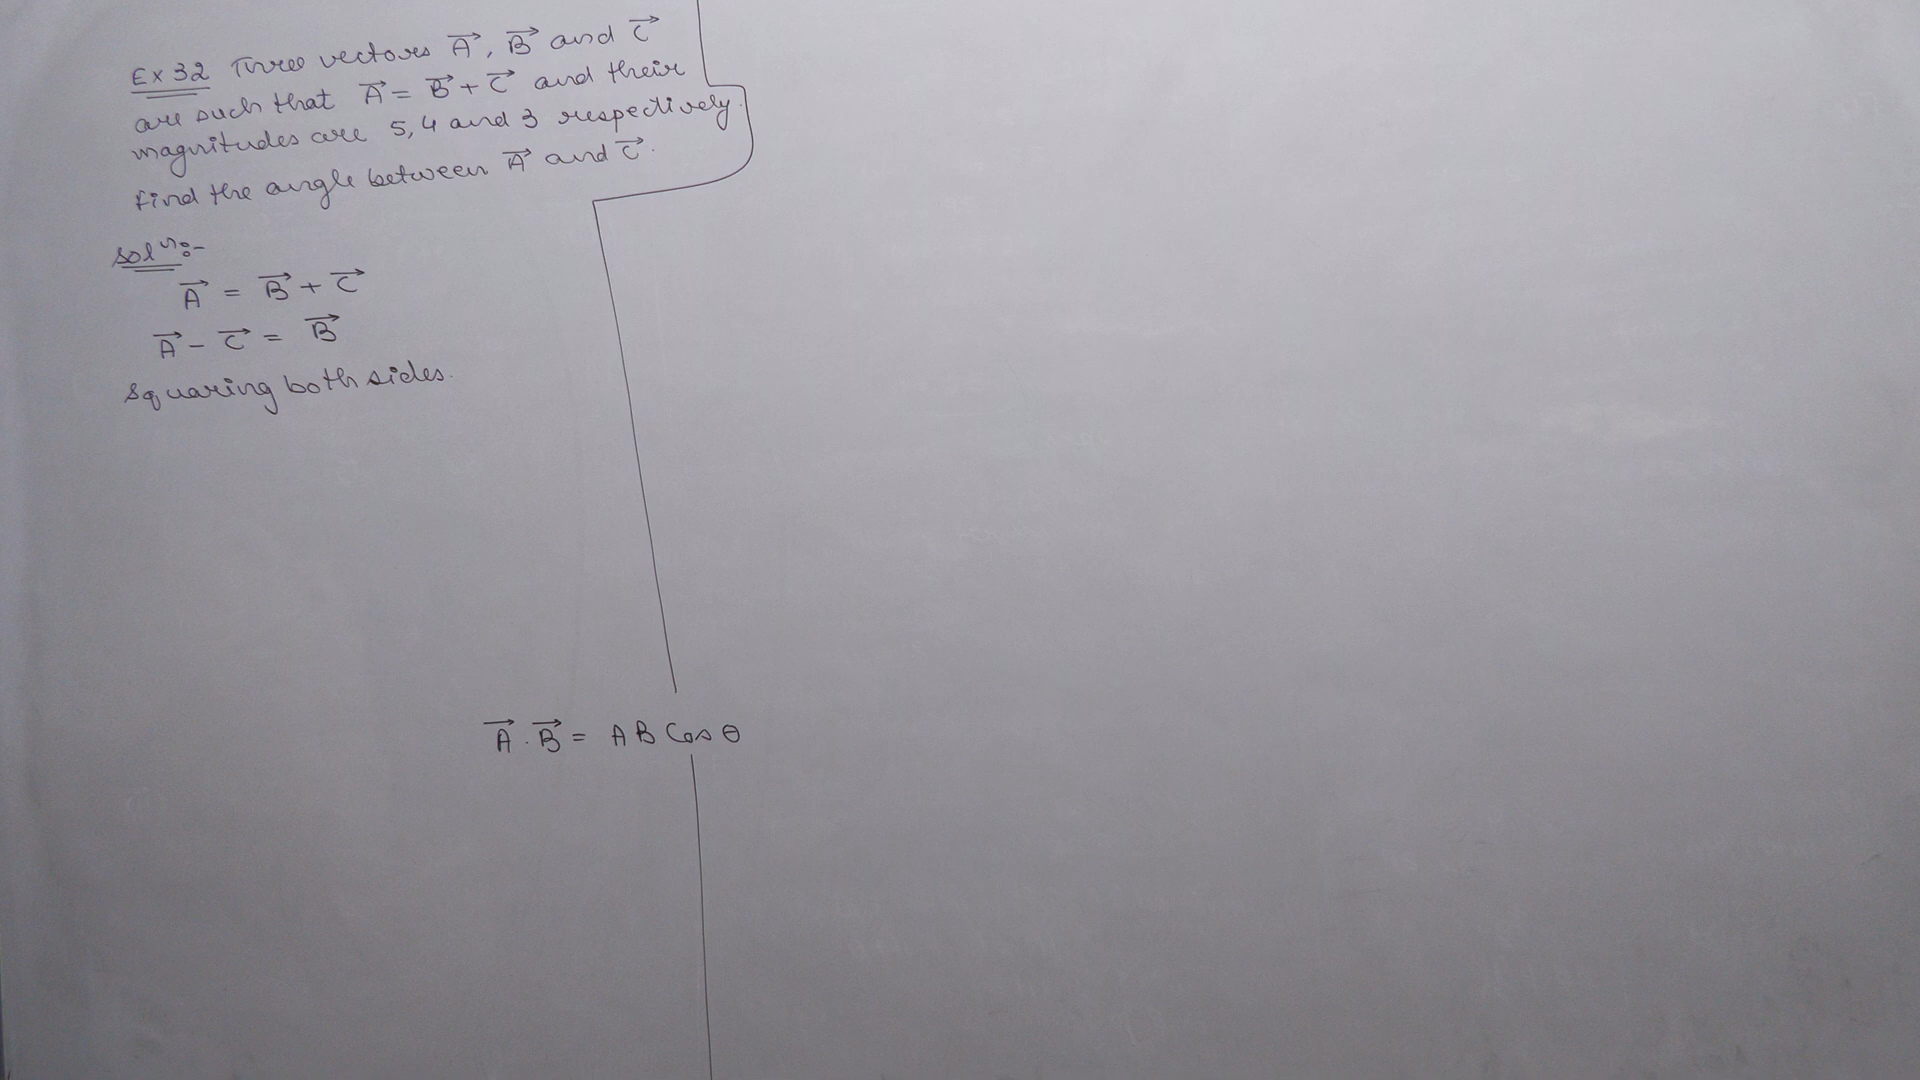 Ex 32 Three vectors A⃗, B⃗ and C⃗
are such that A⃗ = B⃗ + C⃗ and their
magnitudes are 5, 4 and 3 respectively.
find the angle between A⃗ and C⃗.
Solⁿ:-
A⃗ = B⃗ + C⃗
A⃗ - C⃗ = B⃗
Squaring both sides.
A⃗ . B⃗ = A B Cos θ